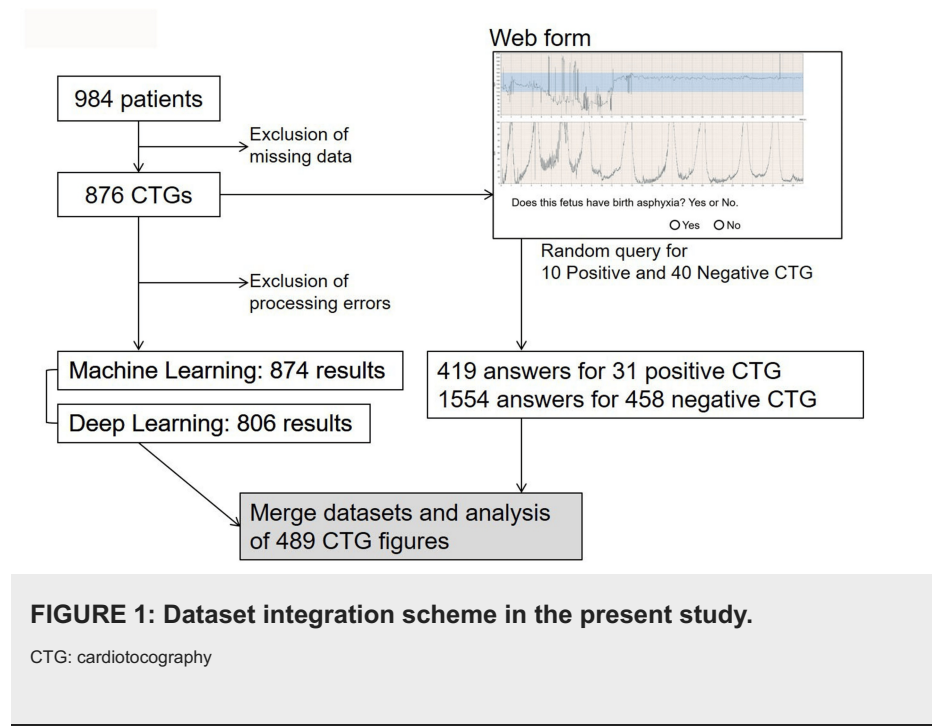 Web form
984 patients
Exclusion of
missing data
876 CTGs
Does this fetus have birth asphyxia? Yes or No.
Yes No
Random query for
10 Positive and 40 Negative CTG
Exclusion of
processing errors
Machine Learning: 874 results
Deep Learning: 806 results
419 answers for 31 positive CTG
1554 answers for 458 negative CTG
Merge datasets and analysis
of 489 CTG figures
FIGURE 1: Dataset integration scheme in the present study.
CTG: cardiotocography